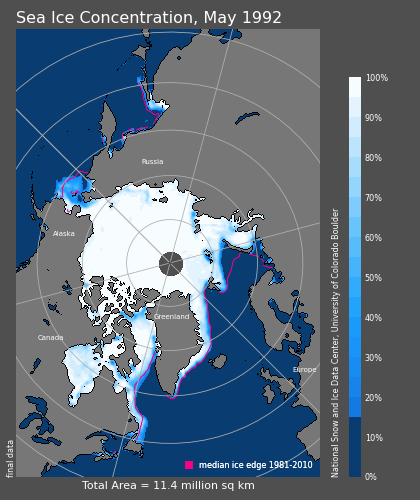 Sea Ice Concentration, May 1992
Russia
Alaska
Greenland
Canada
Europe
100%
90%
80%
70%
60%
50%
40%
30%
20%
10%
0%
National Snow and Ice Data Center, University of Colorado Boulder
final data
median ice edge 1981-2010
Total Area = 11.4 million sq km